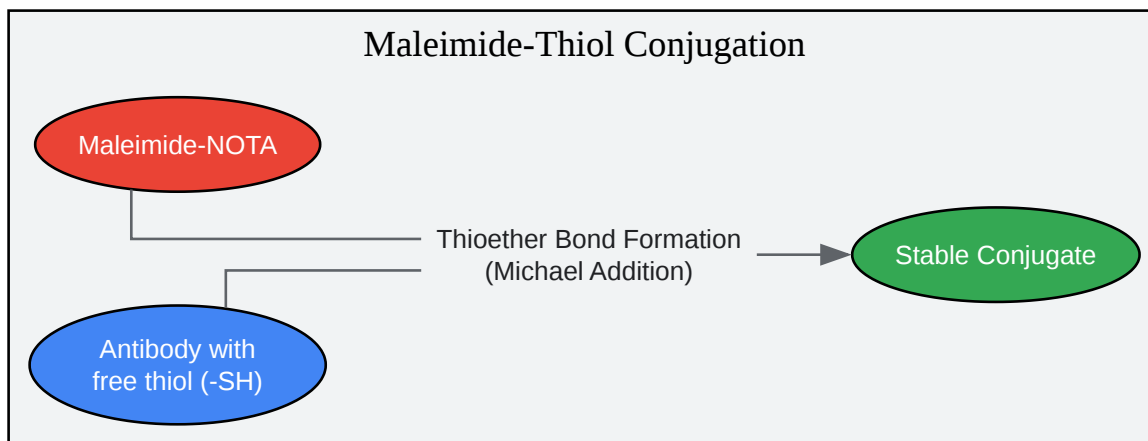 Maleimide-Thiol Conjugation
Maleimide-NOTA
Thioether Bond Formation
(Michael Addition)
Stable Conjugate
Antibody with
free thiol (-SH)